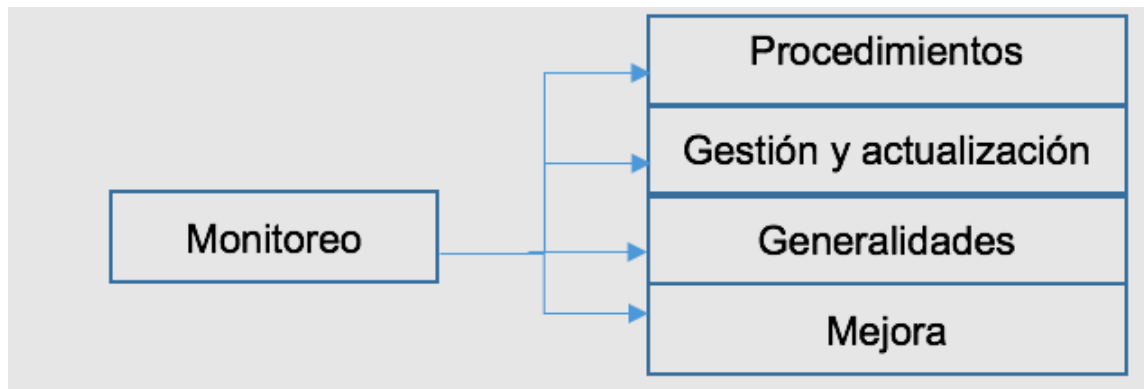 Procedimientos
Gestión y actualización
Monitoreo
Generalidades
Mejora